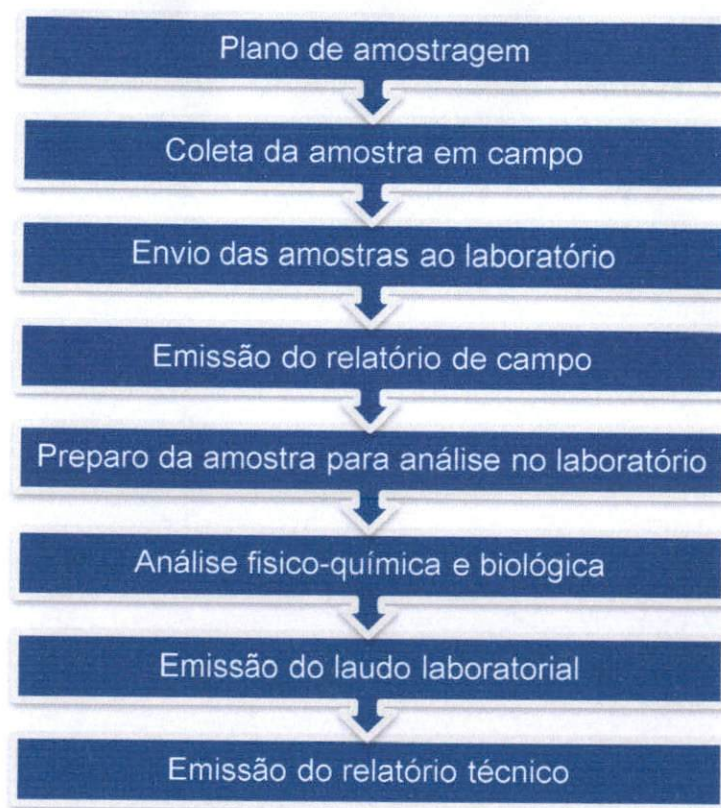 Plano de amostragem
Coleta da amostra em campo
Envio das amostras ao laboratório
Emissão do relatório de campo
Preparo da amostra para análise no laboratório
Análise fisico-química e biológica
Emissão do laudo laboratorial
Emissão do relatório técnico